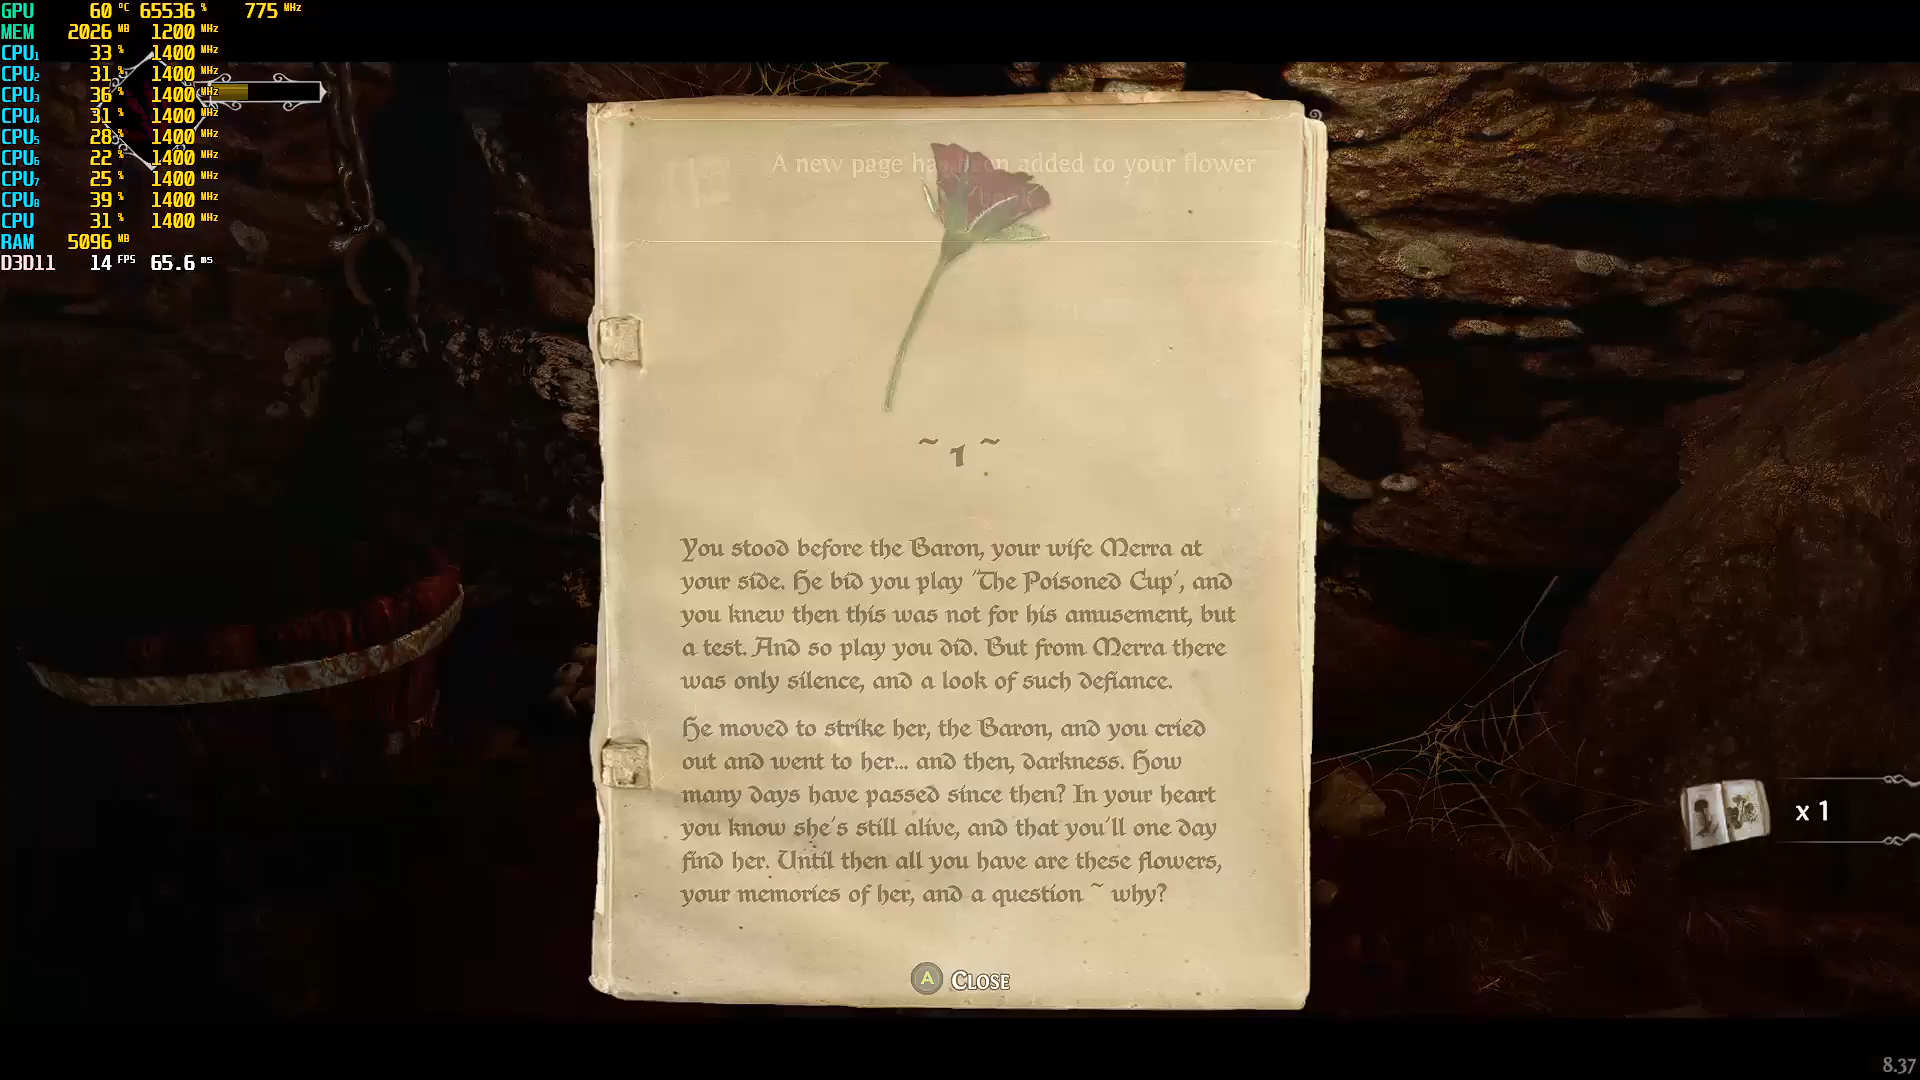 GPU 60 °C 65536 % 775 MHz
MEM 2026 MB 1200 MHz
CPU1 33 % 1400 MHz
CPU2 31 % 1400 MHz
CPU3 36 % 1400 MHz
CPU4 31 % 1400 MHz
CPU5 28 % 1400 MHz
CPU6 22 % 1400 MHz
CPU7 25 % 1400 MHz
CPU8 39 % 1400 MHz
CPU 31 % 1400 MHz
RAM 5096 MB
D3D11 14 FPS 65.6 ms
A new page has been added to your flower
~ 1 ~
You stood before the Baron, your wife Merra at
your side. He bid you play 'The Poisoned Cup', and
you knew then this was not for his amusement, but
a test. And so play you did. But from Merra there
was only silence, and a look of such defiance.
He moved to strike her, the Baron, and you cried
out and went to her... and then, darkness. How
many days have passed since then? In your heart
you know she's still alive, and that you'll one day
find her. Until then all you have are these flowers,
your memories of her, and a question ~ why?
A Close
x 1
8.37